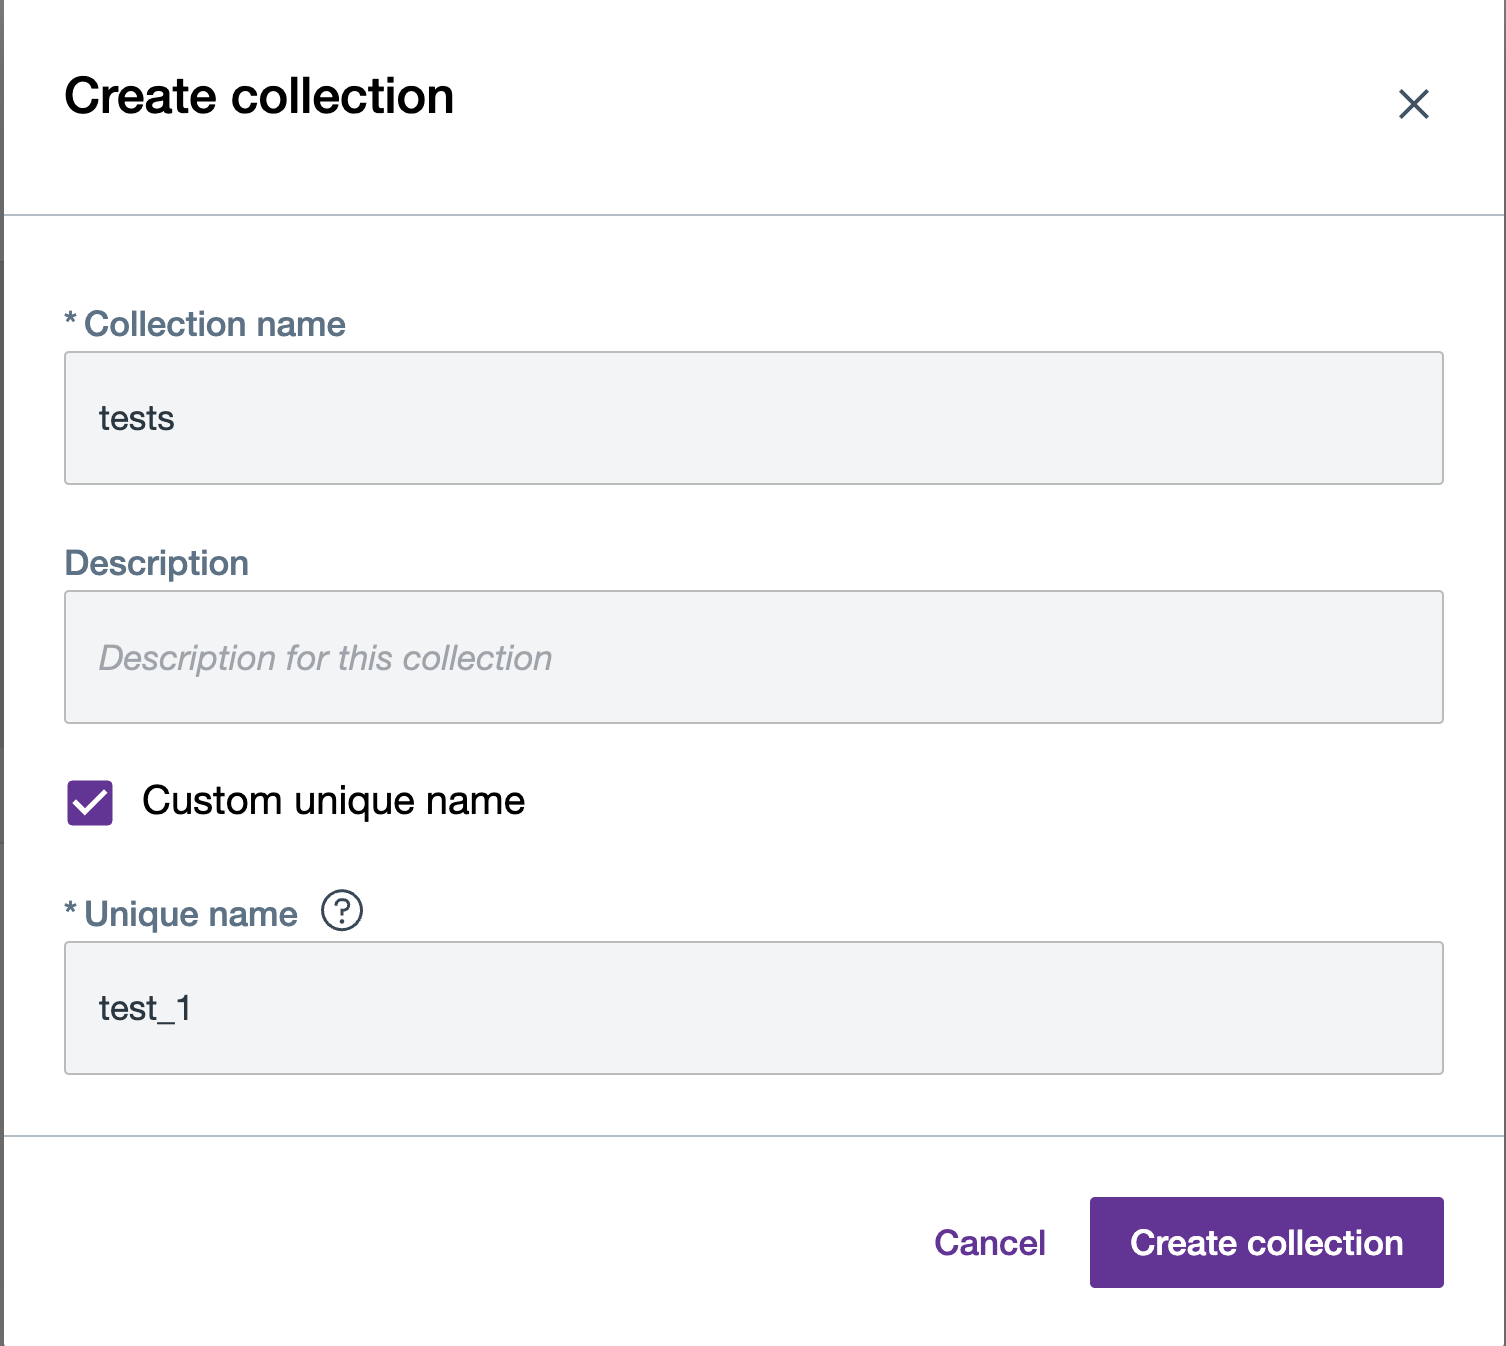 Create collection
* Collection name
tests
Description
Description for this collection
Custom unique name
* Unique name ?
test_1
Cancel
Create collection